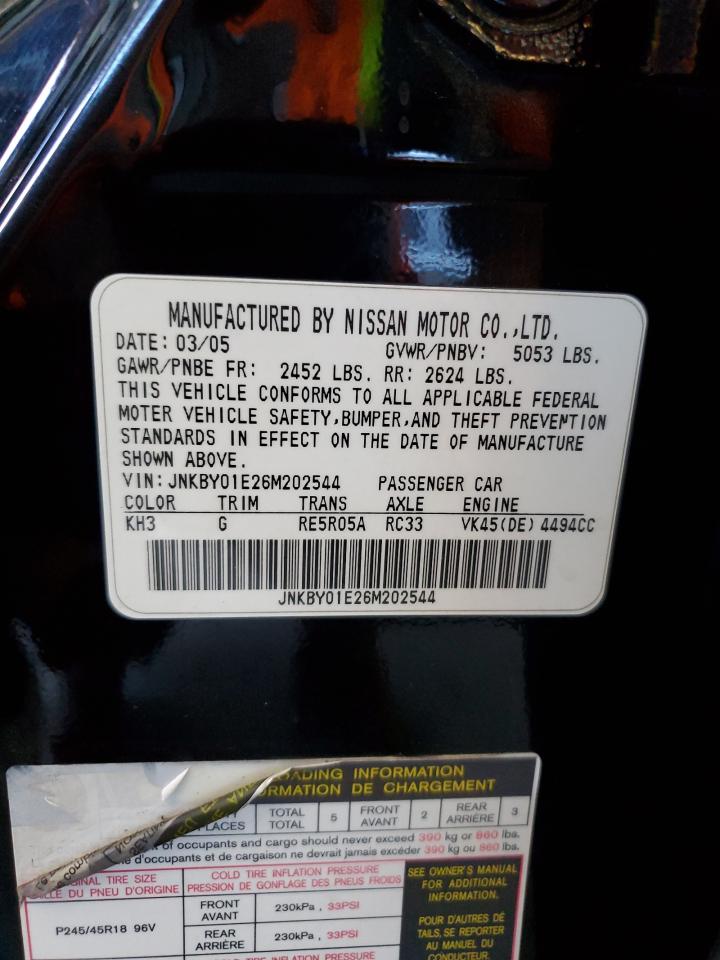 MANUFACTURED BY NISSAN MOTOR CO.,LTD.
DATE: 03/05 GVWR/PNBV: 5053 LBS.
GAWR/PNBE FR: 2452 LBS. RR: 2624 LBS.
THIS VEHICLE CONFORMS TO ALL APPLICABLE FEDERAL
MOTER VEHICLE SAFETY,BUMPER,AND THEFT PREVENTION
STANDARDS IN EFFECT ON THE DATE OF MANUFACTURE
SHOWN ABOVE.
VIN: JNKBY01E26M202544 PASSENGER CAR
COLOR TRIM TRANS AXLE ENGINE
KH3 G RE5R05A RC33 VK45(DE) 4494CC
JNKBY01E26M202544
INFORMATION
DE CHARGEMENT
TOTAL 5 FRONT 2 REAR 3
TOTAL AVANT ARRIÈRE
of occupants and cargo should never exceed 390 kg or 860 lbs.
d'occupants et de cargaison ne devrait jamais excéder 390 kg ou 860 lbs.
TIRE SIZE COLD TIRE INFLATION PRESSURE
DU PNEU D'ORIGINE PRESSION DE GONFLAGE DES PNEUS FROIDS
P245/45R18 96V
FRONT 230kPa , 33PSI
AVANT
REAR 230kPa , 33PSI
ARRIÈRE
SEE OWNER'S MANUAL
FOR ADDITIONAL
INFORMATION.
POUR D'AUTRES DÉ
TAILS, SE REPORTER
AU MANUEL DU